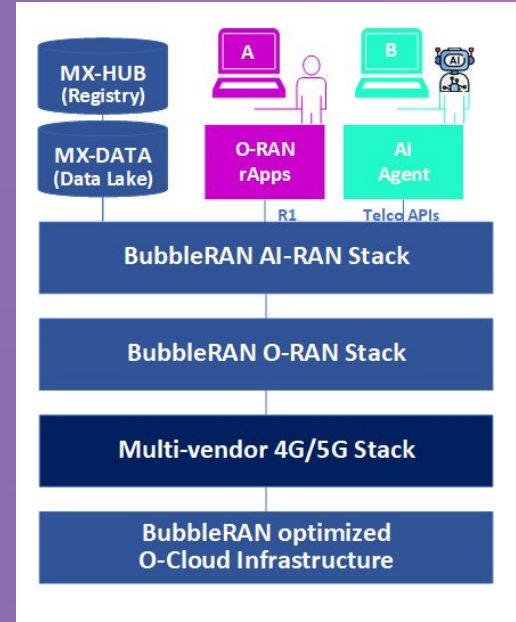 MX-HUB
(Registry)
MX-DATA
(Data Lake)
A
O-RAN
rApps
R1
B
AI
AI
Agent
Telco APIs
BubbleRAN AI-RAN Stack
BubbleRAN O-RAN Stack
Multi-vendor 4G/5G Stack
BubbleRAN optimized
O-Cloud Infrastructure